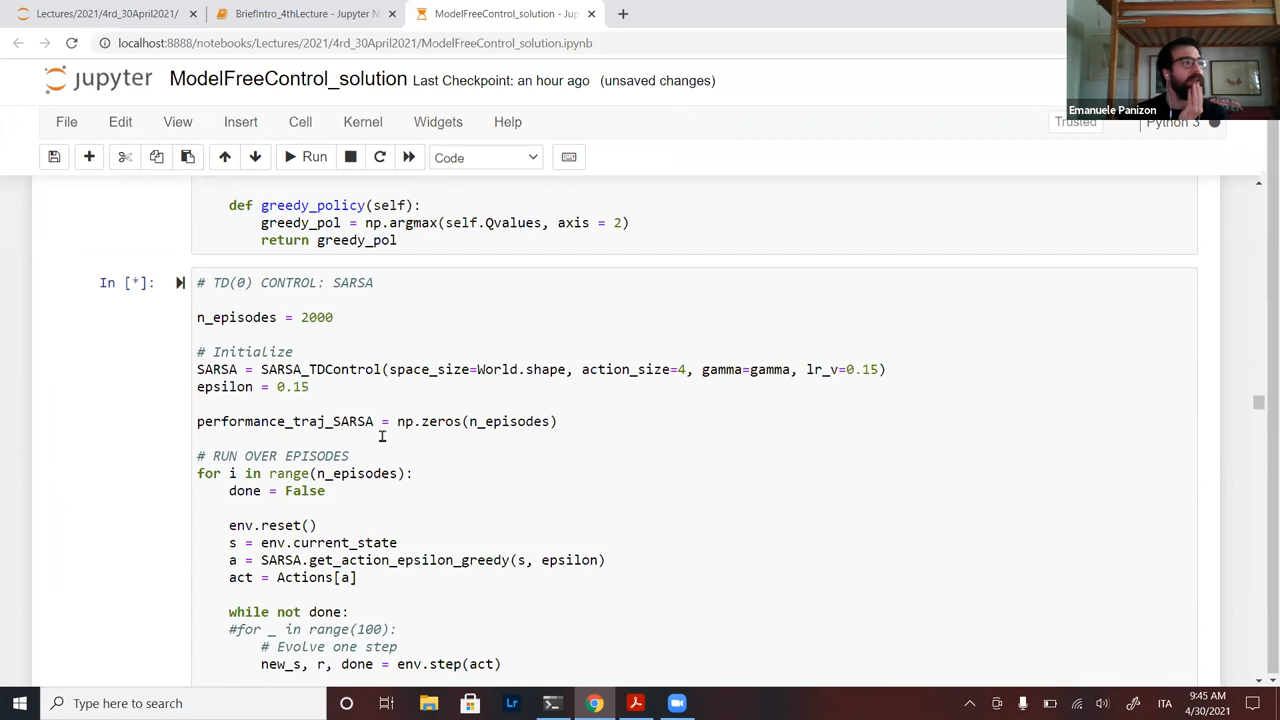 Lectures/2021/4rd_30April2021/
BriefIntro_4thLecture - Jupyter N
ModelFreeControl_solution - Jup
localhost:8888/notebooks/Lectures/2021/4rd_30April2021/ModelFreeControl_solution.ipynb
Emanuele Panizon
jupyter ModelFreeControl_solution Last Checkpoint: an hour ago (unsaved changes)
File Edit View Insert Cell Kernel Widgets Help
Trusted Python 3
Run Code
def greedy_policy(self):
greedy_pol = np.argmax(self.Qvalues, axis = 2)
return greedy_pol
In [*]:
# TD(0) CONTROL: SARSA
n_episodes = 2000
# Initialize
SARSA = SARSA_TDControl(space_size=World.shape, action_size=4, gamma=gamma, lr_v=0.15)
epsilon = 0.15
performance_traj_SARSA = np.zeros(n_episodes)
# RUN OVER EPISODES
for i in range(n_episodes):
done = False
env.reset()
s = env.current_state
a = SARSA.get_action_epsilon_greedy(s, epsilon)
act = Actions[a]
while not done:
#for _ in range(100):
# Evolve one step
new_s, r, done = env.step(act)
Type here to search
ITA
9:45 AM
4/30/2021